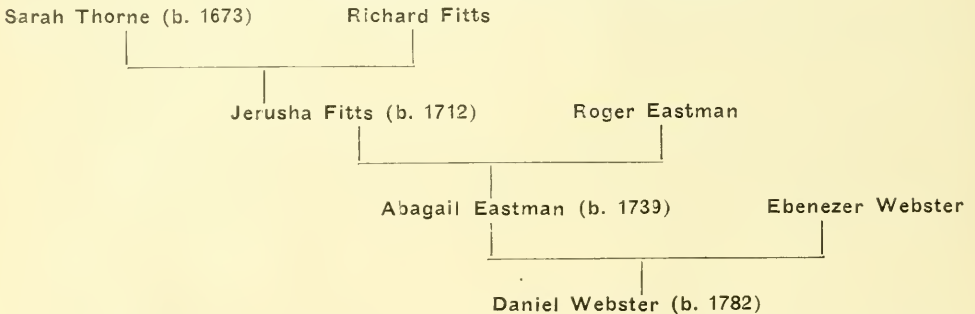 Sarah Thorne (b. 1673) Richard Fitts
Jerusha Fitts (b. 1712) Roger Eastman
Abagail Eastman (b. 1739) Ebenezer Webster
Daniel Webster (b. 1782)